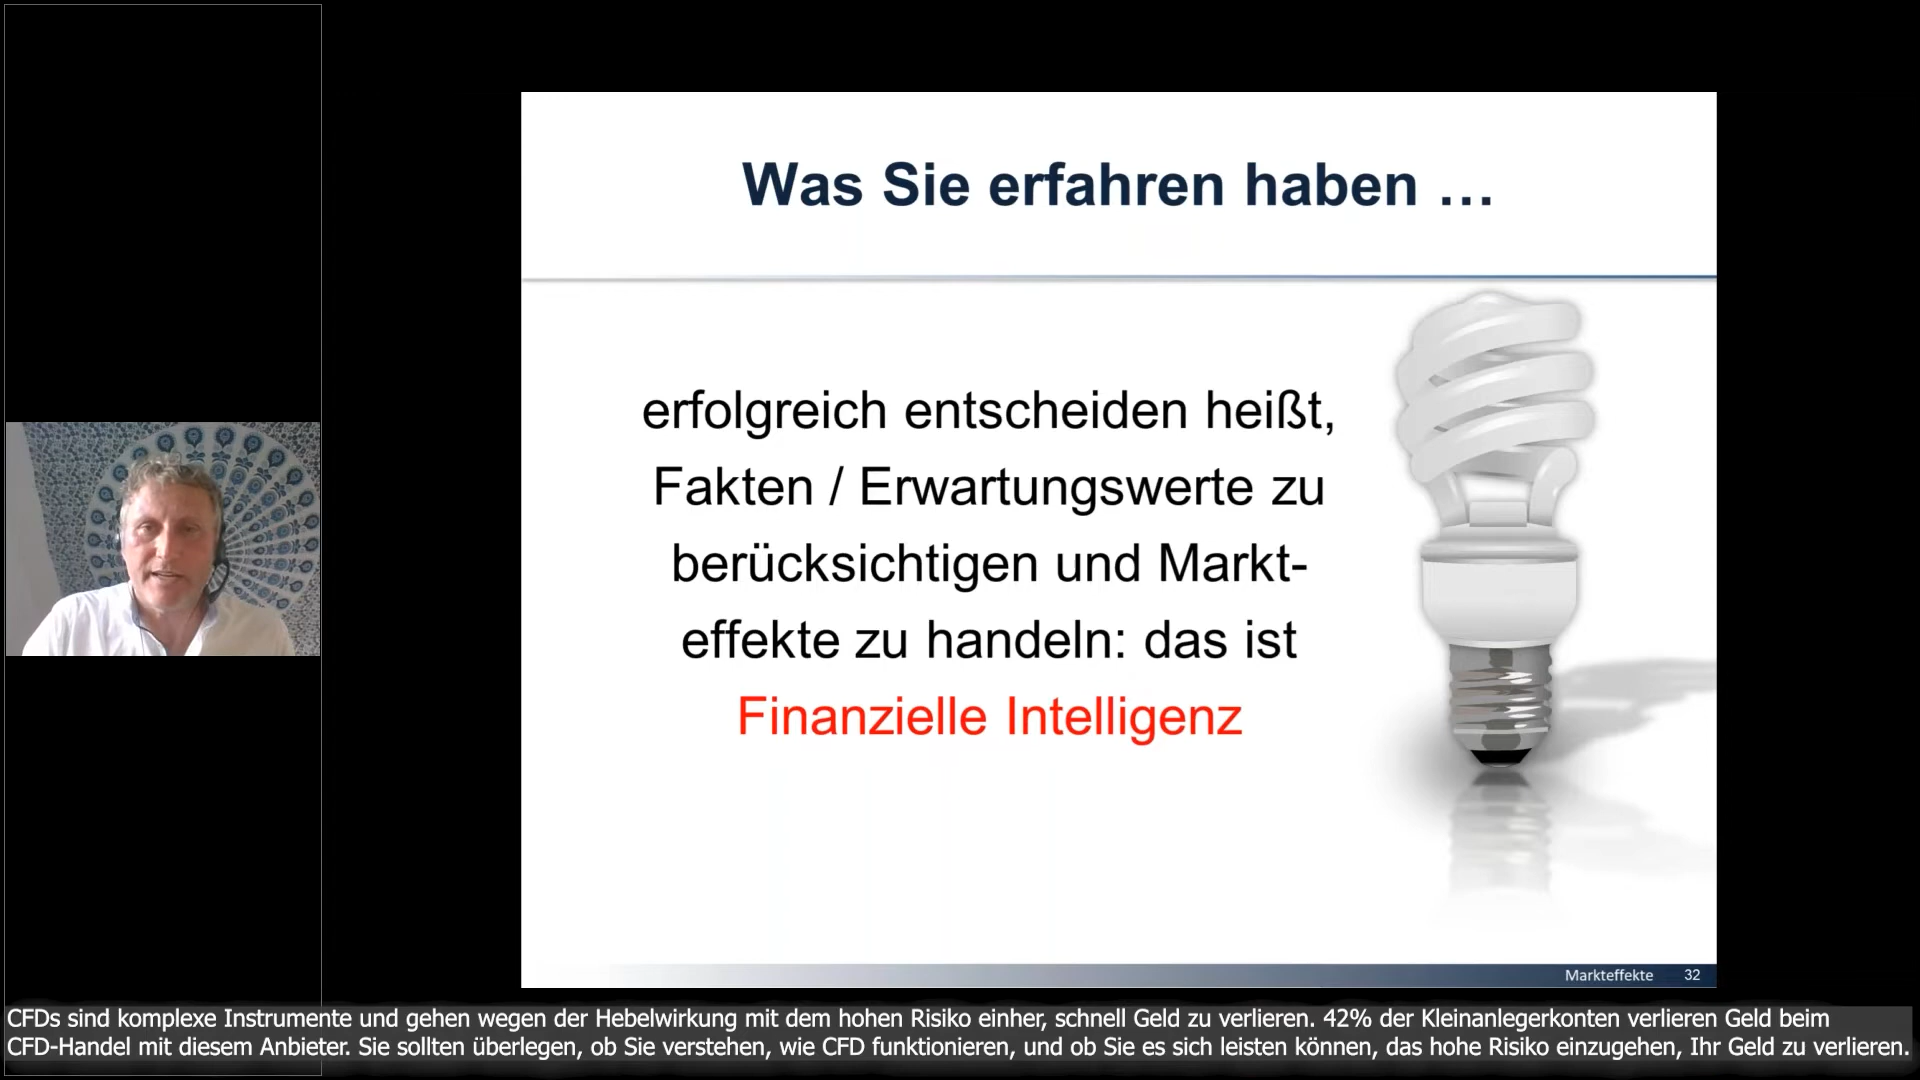 Was Sie erfahren haben …
erfolgreich entscheiden heißt,
Fakten / Erwartungswerte zu
berücksichtigen und Markt-
effekte zu handeln: das ist
Finanzielle Intelligenz
Markteffekte 32
CFDs sind komplexe Instrumente und gehen wegen der Hebelwirkung mit dem hohen Risiko einher, schnell Geld zu verlieren. 42% der Kleinanlegerkonten verlieren Geld beim
CFD-Handel mit diesem Anbieter. Sie sollten überlegen, ob Sie verstehen, wie CFD funktionieren, und ob Sie es sich leisten können, das hohe Risiko einzugehen, Ihr Geld zu verlieren.